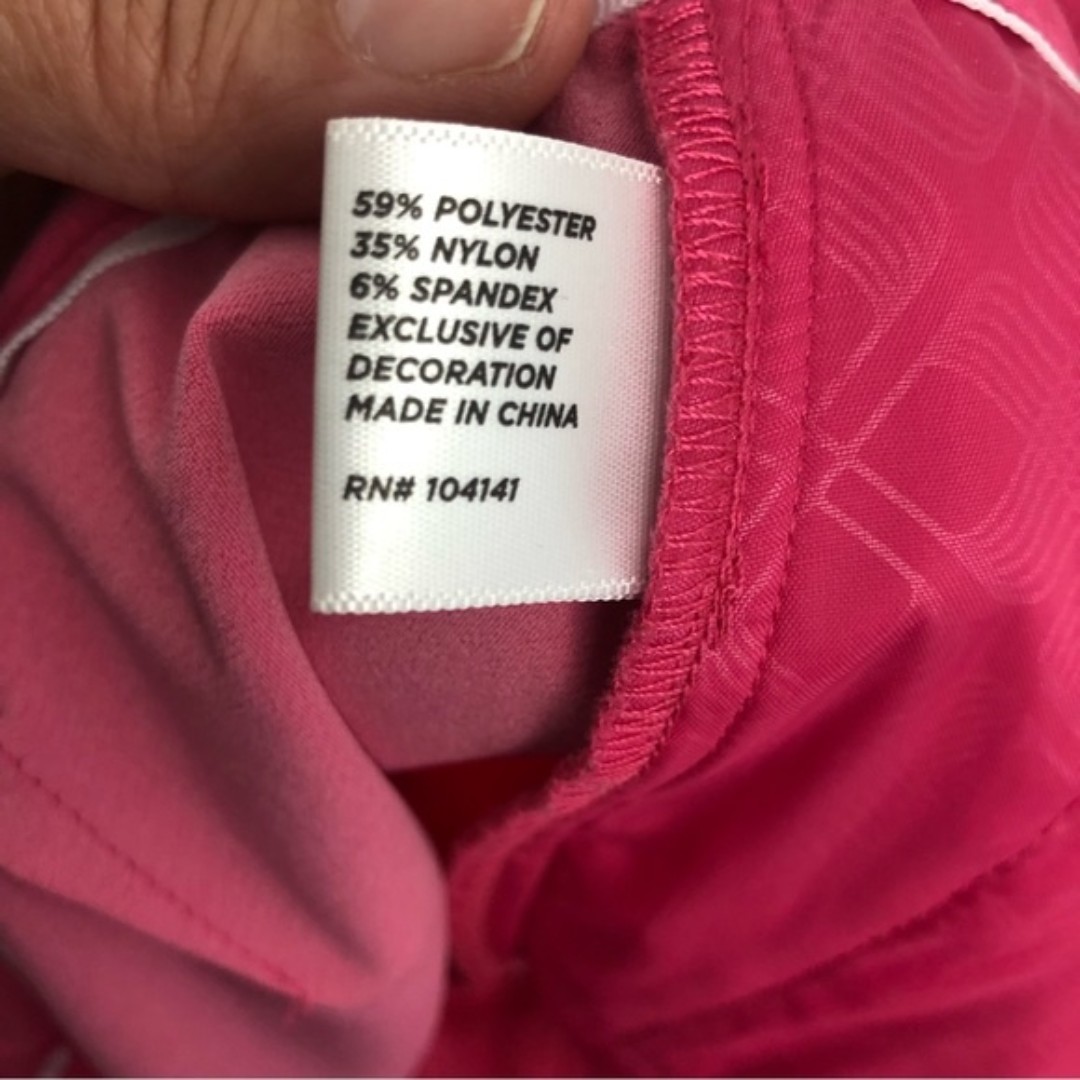 59% POLYESTER
35% NYLON
6% SPANDEX
EXCLUSIVE OF
DECORATION
MADE IN CHINA
RN# 104141